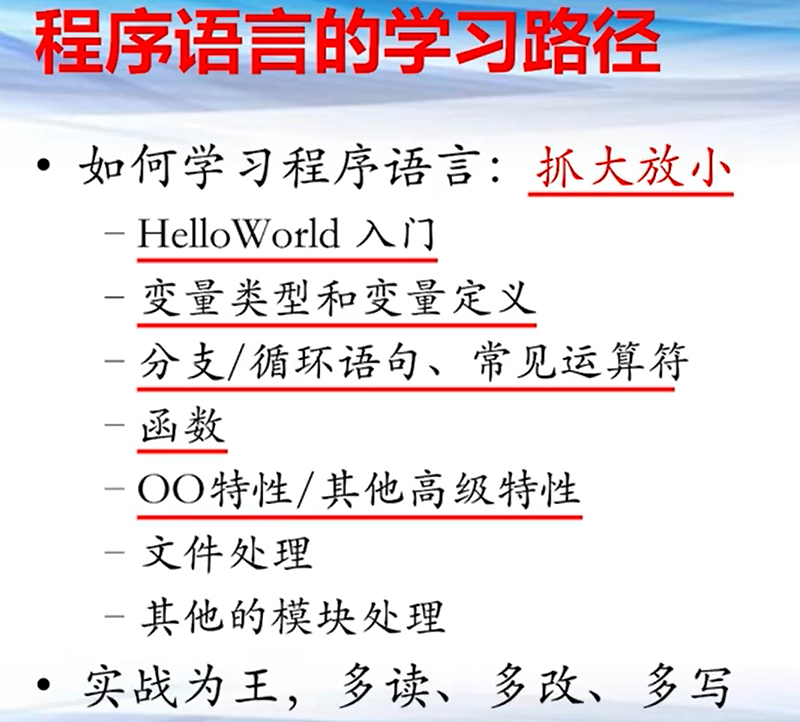 程序语言的学习路径
• 如何学习程序语言：抓大放小
– HelloWorld 入门
– 变量类型和变量定义
– 分支/循环语句、常见运算符
– 函数
– OO特性/其他高级特性
– 文件处理
– 其他的模块处理
• 实战为王，多读、多改、多写